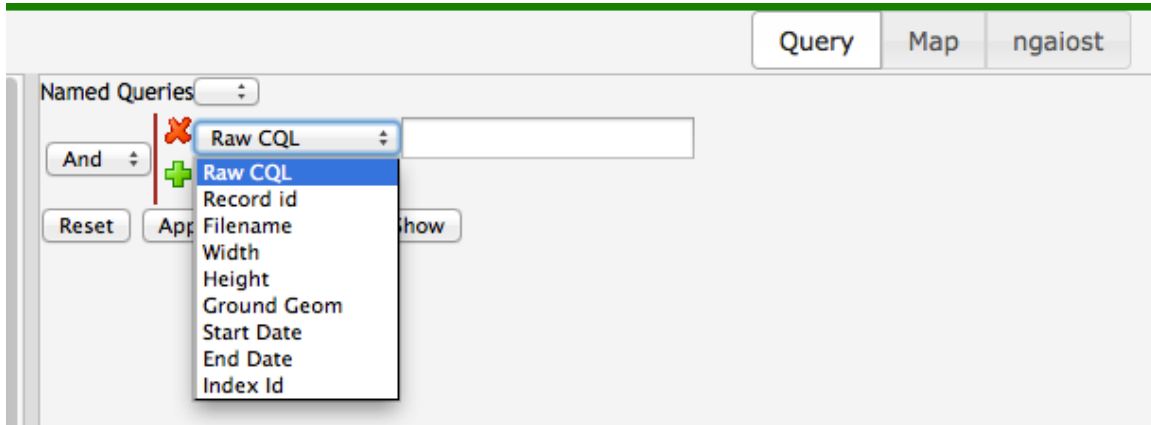 Query Map ngaiost
Named Queries
Raw CQL
And
Raw CQL
Record id
Reset App Filename Show
Width
Height
Ground Geom
Start Date
End Date
Index Id